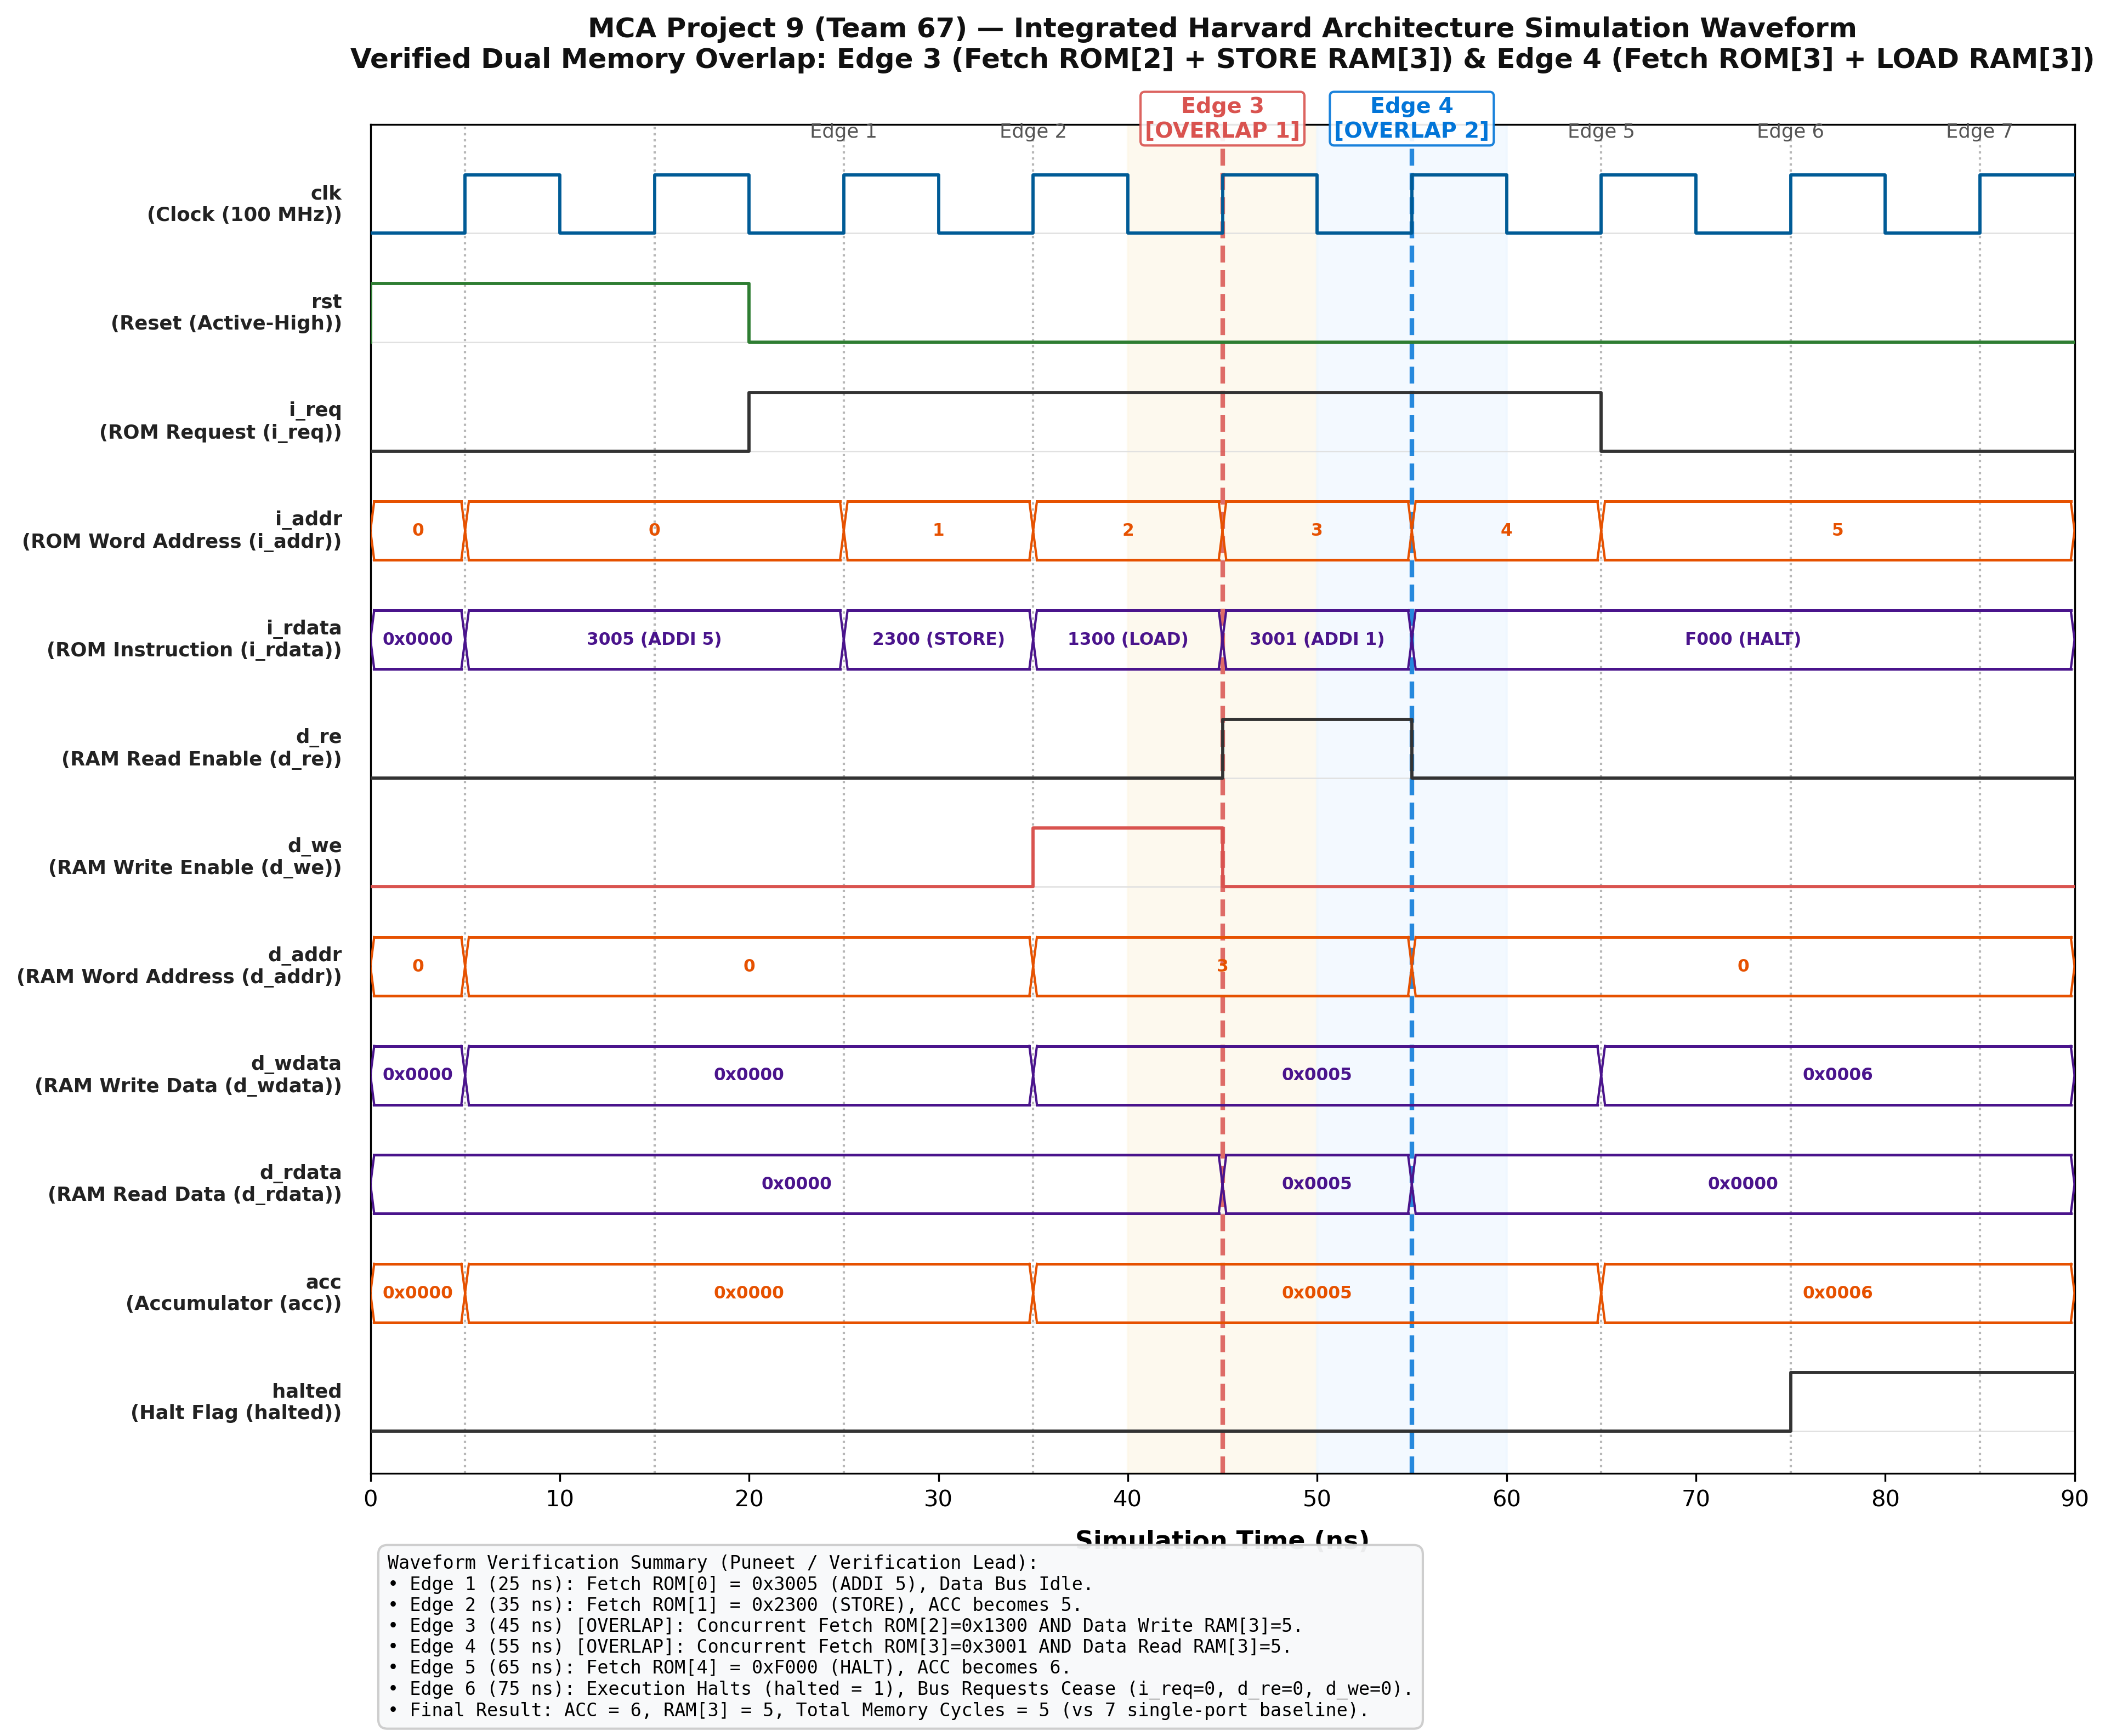 MCA Project 9 (Team 67) — Integrated Harvard Architecture Simulation Waveform
Verified Dual Memory Overlap: Edge 3 (Fetch ROM[2] + STORE RAM[3]) & Edge 4 (Fetch ROM[3] + LOAD RAM[3])
Edge 1
Edge 2
Edge 3
[OVERLAP 1]
Edge 4
[OVERLAP 2]
Edge 5
Edge 6
Edge 7
clk
(Clock (100 MHz))
rst
(Reset (Active-High))
i_req
(ROM Request (i_req))
i_addr
(ROM Word Address (i_addr))
0 0 1 2 3 4 5
i_rdata
(ROM Instruction (i_rdata))
0x0000 3005 (ADDI 5) 2300 (STORE) 1300 (LOAD) 3001 (ADDI 1) F000 (HALT)
d_re
(RAM Read Enable (d_re))
d_we
(RAM Write Enable (d_we))
d_addr
(RAM Word Address (d_addr))
0 0 3 0
d_wdata
(RAM Write Data (d_wdata))
0x0000 0x0000 0x0005 0x0006
d_rdata
(RAM Read Data (d_rdata))
0x0000 0x0005 0x0000
acc
(Accumulator (acc))
0x0000 0x0000 0x0005 0x0006
halted
(Halt Flag (halted))
0 10 20 30 40 50 60 70 80 90
Simulation Time (ns)
Waveform Verification Summary (Puneet / Verification Lead):
• Edge 1 (25 ns): Fetch ROM[0] = 0x3005 (ADDI 5), Data Bus Idle.
• Edge 2 (35 ns): Fetch ROM[1] = 0x2300 (STORE), ACC becomes 5.
• Edge 3 (45 ns) [OVERLAP]: Concurrent Fetch ROM[2]=0x1300 AND Data Write RAM[3]=5.
• Edge 4 (55 ns) [OVERLAP]: Concurrent Fetch ROM[3]=0x3001 AND Data Read RAM[3]=5.
• Edge 5 (65 ns): Fetch ROM[4] = 0xF000 (HALT), ACC becomes 6.
• Edge 6 (75 ns): Execution Halts (halted = 1), Bus Requests Cease (i_req=0, d_re=0, d_we=0).
• Final Result: ACC = 6, RAM[3] = 5, Total Memory Cycles = 5 (vs 7 single-port baseline).